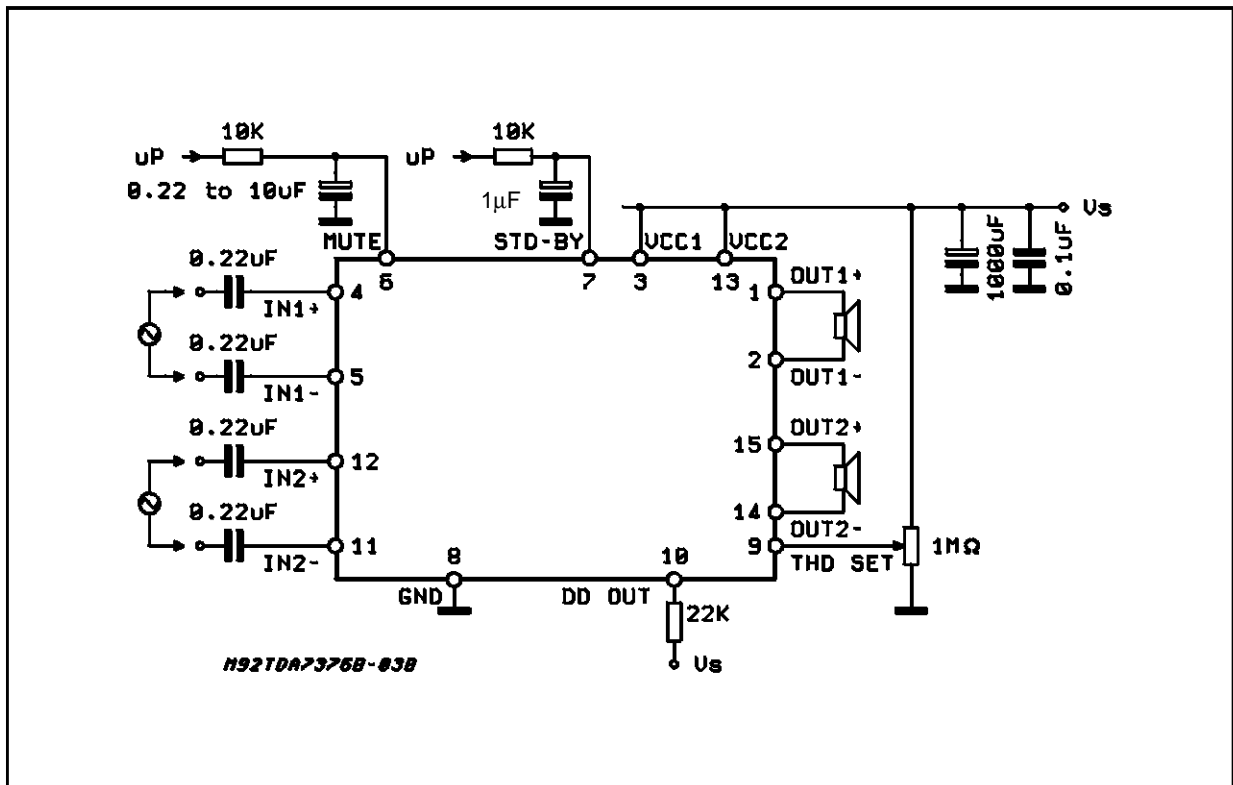 10K
10K
uP
uP
0.22 to 10uF
1µF
Vs
MUTE
STD-BY
VCC1
VCC2
6
7
3
13
1000uF
0.1uF
0.22uF
4
IN1+
1
OUT1+
0.22uF
5
IN1-
2
OUT1-
0.22uF
12
IN2+
15
OUT2+
0.22uF
11
IN2-
14
OUT2-
9
THD SET
1MΩ
8
10
GND
DD OUT
22K
Vs
M92TDA7376B-03B